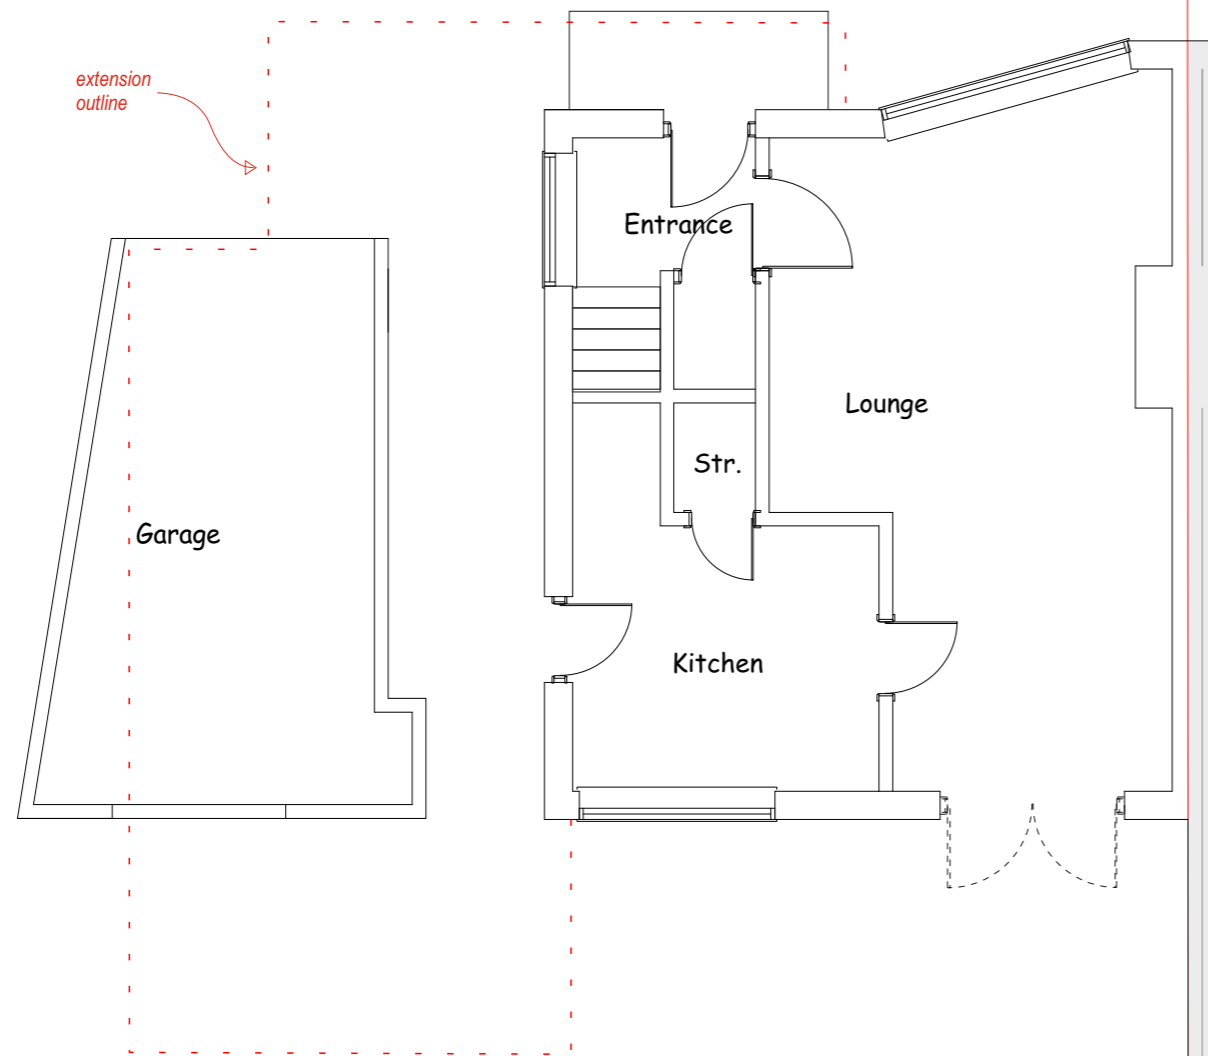 extension
outline
Entrance
Lounge
Str.
Garage
Kitchen